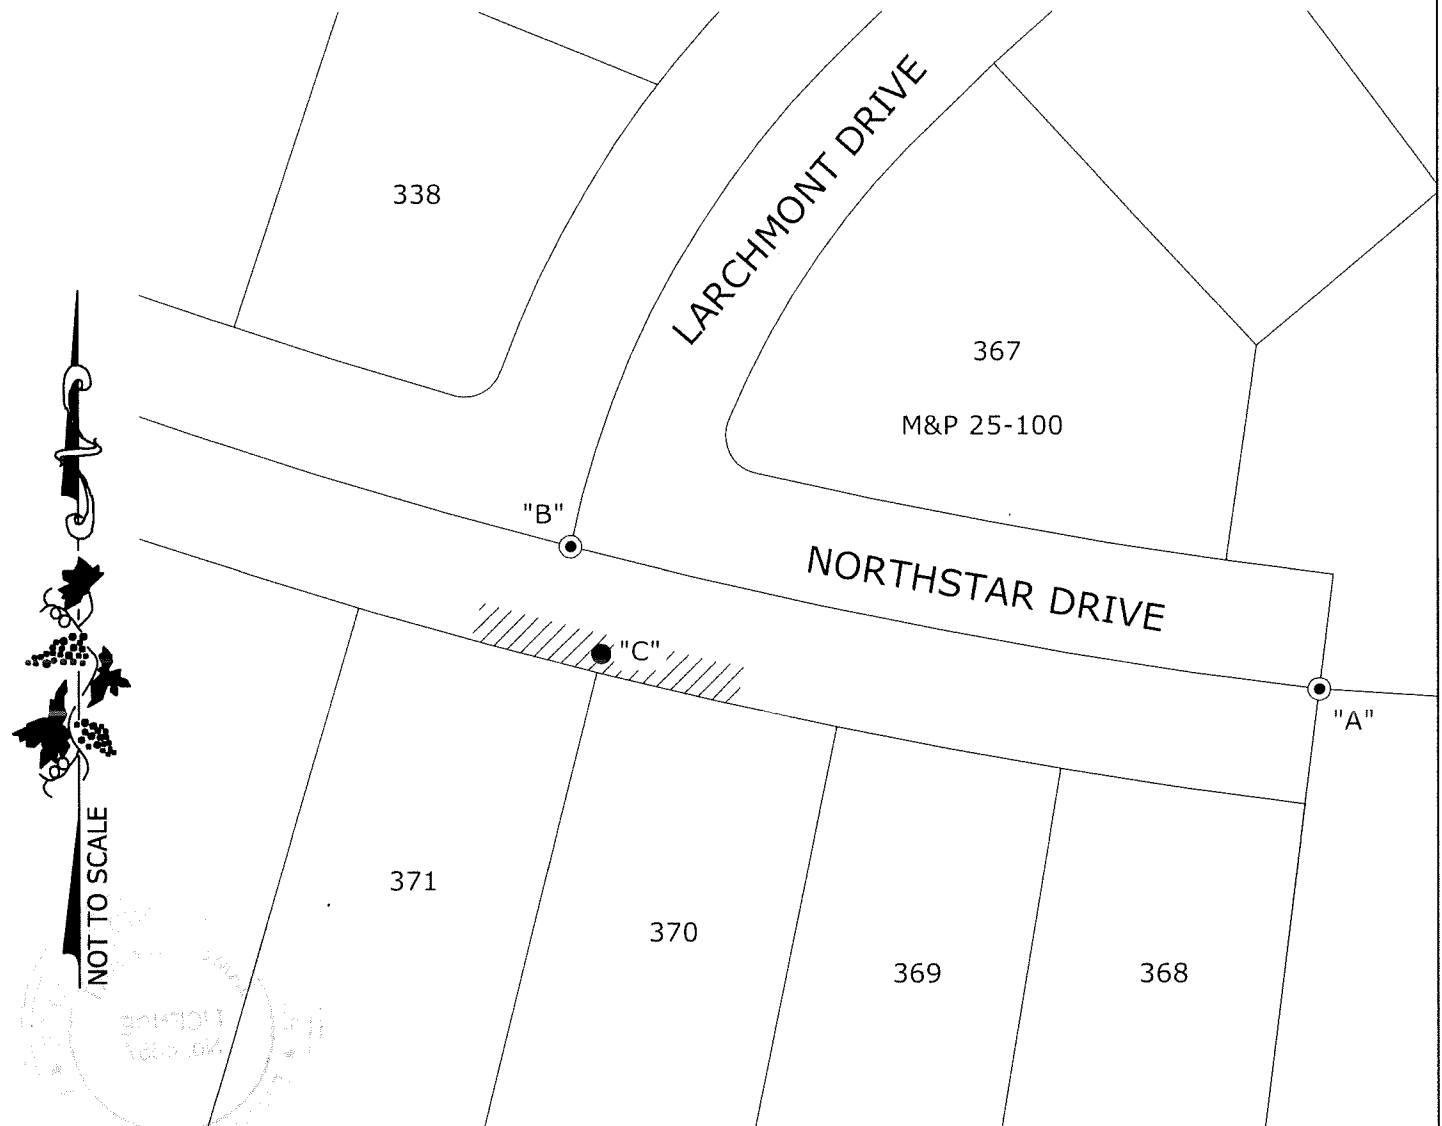 338
LARCHMONT DRIVE
367
M&P 25-100
"B"
NORTHSTAR DRIVE
"C"
"A"
NOT TO SCALE
371
370
369
368